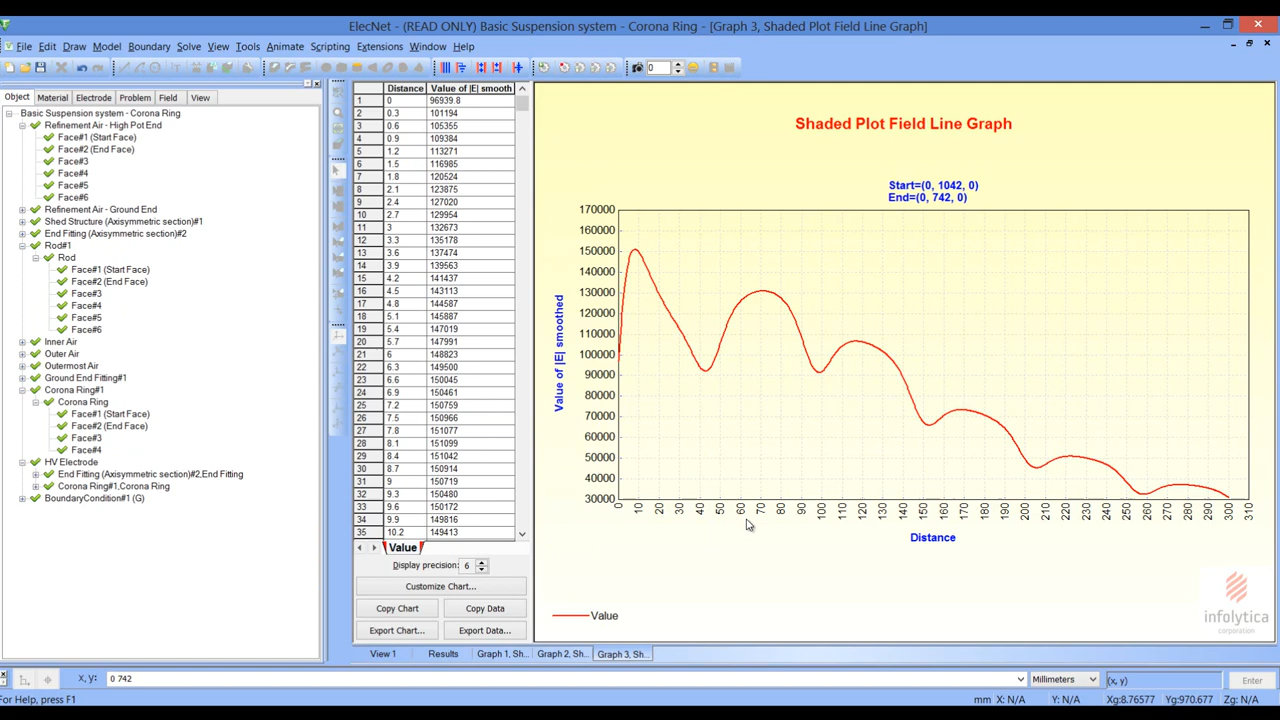 ElecNet - (READ ONLY) Basic Suspension system - Corona Ring - [Graph 3, Shaded Plot Field Line Graph]
File Edit Draw Model Boundary Solve View Tools Animate Scripting Extensions Window Help
0
Object Material Electrode Problem Field View
Basic Suspension system - Corona Ring
Refinement Air - High Pot End
Face#1 (Start Face)
Face#2 (End Face)
Face#3
Face#4
Face#5
Face#6
Refinement Air - Ground End
Shed Structure (Axisymmetric section)#1
End Fitting (Axisymmetric section)#2
Rod#1
Rod
Face#1 (Start Face)
Face#2 (End Face)
Face#3
Face#4
Face#5
Face#6
Inner Air
Outer Air
Outermost Air
Ground End Fitting#1
Corona Ring#1
Corona Ring
Face#1 (Start Face)
Face#2 (End Face)
Face#3
Face#4
HV Electrode
End Fitting (Axisymmetric section)#2,End Fitting
Corona Ring#1,Corona Ring
BoundaryCondition#1 (G)
Distance Value of |E| smooth
1 0 96939.8
2 0.3 101194
3 0.6 105355
4 0.9 109384
5 1.2 113271
6 1.5 116985
7 1.8 120524
8 2.1 123875
9 2.4 127020
10 2.7 129954
11 3 132673
12 3.3 135178
13 3.6 137474
14 3.9 139563
15 4.2 141437
16 4.5 143113
17 4.8 144587
18 5.1 145887
19 5.4 147019
20 5.7 147991
21 6 148823
22 6.3 149500
23 6.6 150045
24 6.9 150461
25 7.2 150759
26 7.5 150966
27 7.8 151077
28 8.1 151099
29 8.4 151042
30 8.7 150914
31 9 150719
32 9.3 150480
33 9.6 150172
34 9.9 149816
35 10.2 149413
Value
Display precision: 6
Customize Chart...
Copy Chart Copy Data
Export Chart... Export Data...
Shaded Plot Field Line Graph
Start=(0, 1042, 0)
End=(0, 742, 0)
170000
160000
150000
140000
130000
120000
110000
100000
90000
80000
70000
60000
50000
40000
30000
Value of |E| smoothed
0 10 20 30 40 50 60 70 80 90 100 110 120 130 140 150 160 170 180 190 200 210 220 230 240 250 260 270 280 290 300 310
Distance
Value
infolytica
corporation
View 1 Results Graph 1, Sh... Graph 2, Sh... Graph 3, Sh...
x, y: 0 742 Millimeters (x, y) Enter
For Help, press F1 mm X: N/A Y: N/A Xg:8.76577 Yg:970.677 Zg: N/A